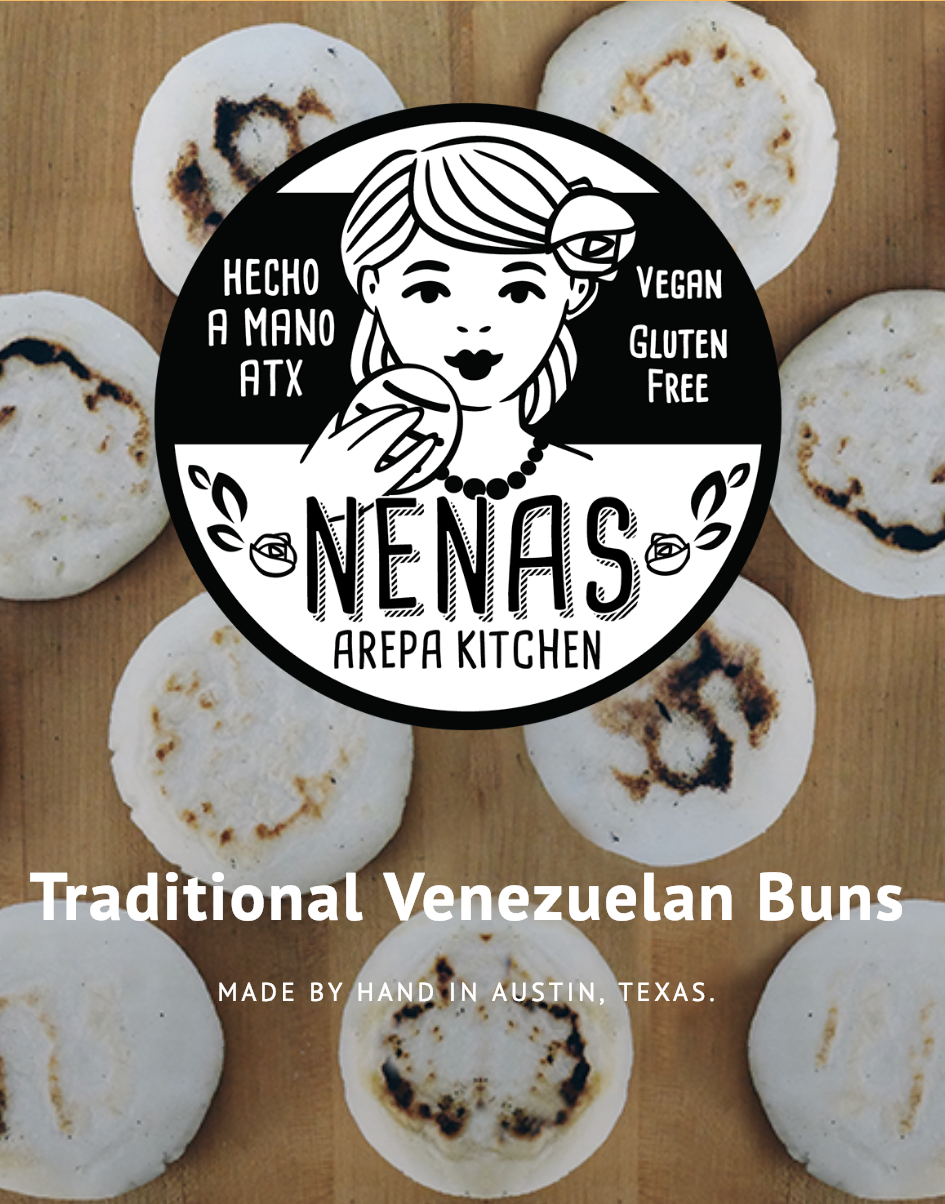 HECHO
A MANO
ATX
VEGAN
GLUTEN
FREE
NENAS
AREPA KITCHEN
Traditional Venezuelan Buns
MADE BY HAND IN AUSTIN, TEXAS.